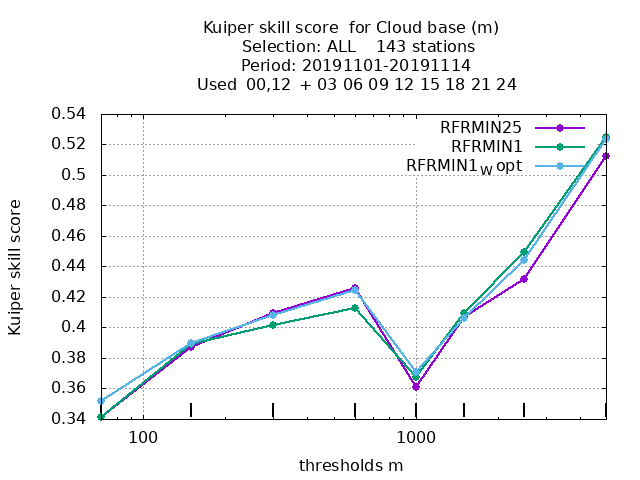 Kuiper skill score for Cloud base (m)
Selection: ALL 143 stations
Period: 20191101-20191114
Used 00,12 + 03 06 09 12 15 18 21 24
RFRMIN25
RFRMIN1
RFRMIN1W opt
Kuiper skill score
0.54
0.52
0.5
0.48
0.46
0.44
0.42
0.4
0.38
0.36
0.34
100 1000
thresholds m